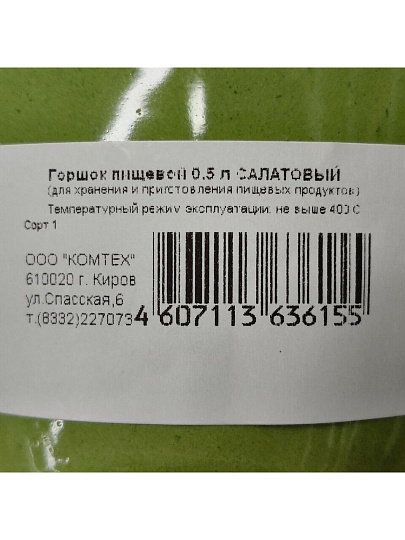 Горшок пищевой 0.5 л САЛАТОВЫЙ
(для хранения и приготовления пищевых продуктов)
Температурный режим эксплуатации: не выше 400 С
Сорт 1
ООО "КОМТЕХ"
610020 г. Киров
ул.Спасская,6
т.(8332)227073
4 607113 636155